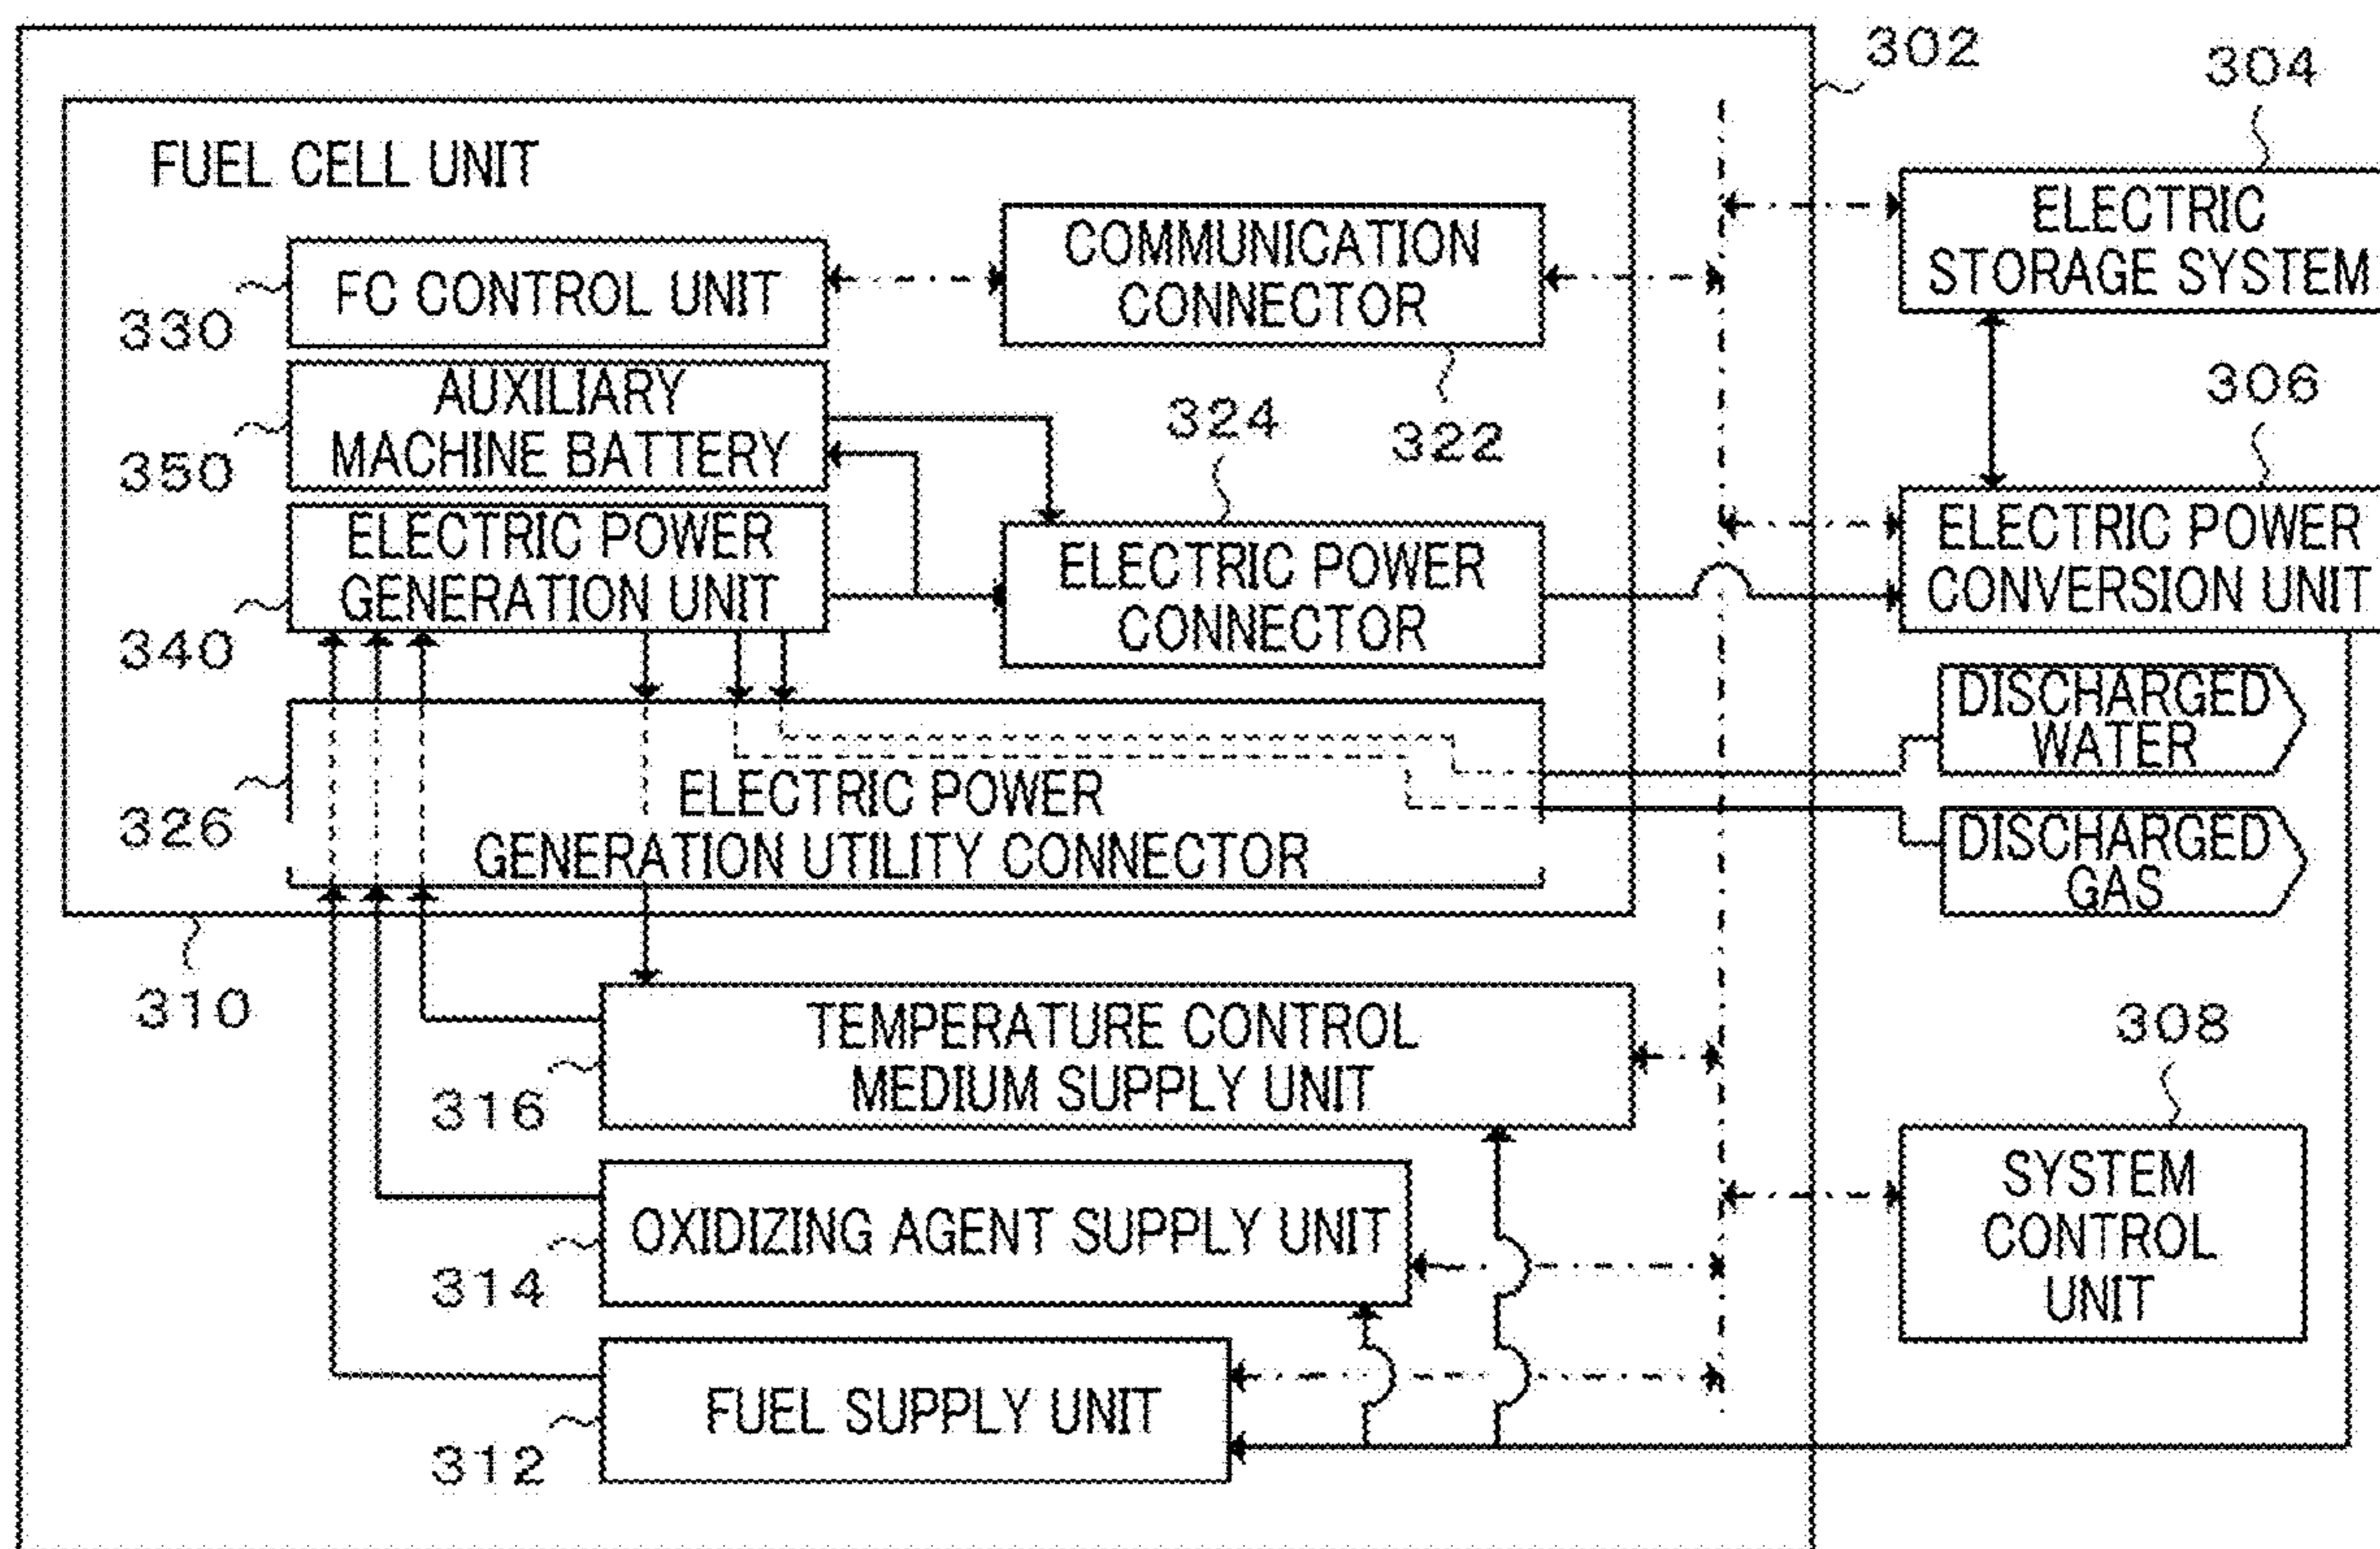 302
304
FUEL CELL UNIT
FC CONTROL UNIT
330
COMMUNICATION
CONNECTOR
322
ELECTRIC
STORAGE SYSTEM
AUXILIARY
MACHINE BATTERY
350
324
306
ELECTRIC POWER
GENERATION UNIT
340
ELECTRIC POWER
CONNECTOR
ELECTRIC POWER
CONVERSION UNIT
DISCHARGED
WATER
326
ELECTRIC POWER
GENERATION UTILITY CONNECTOR
DISCHARGED
GAS
310
TEMPERATURE CONTROL
MEDIUM SUPPLY UNIT
316
308
SYSTEM
CONTROL
UNIT
OXIDIZING AGENT SUPPLY UNIT
314
FUEL SUPPLY UNIT
312